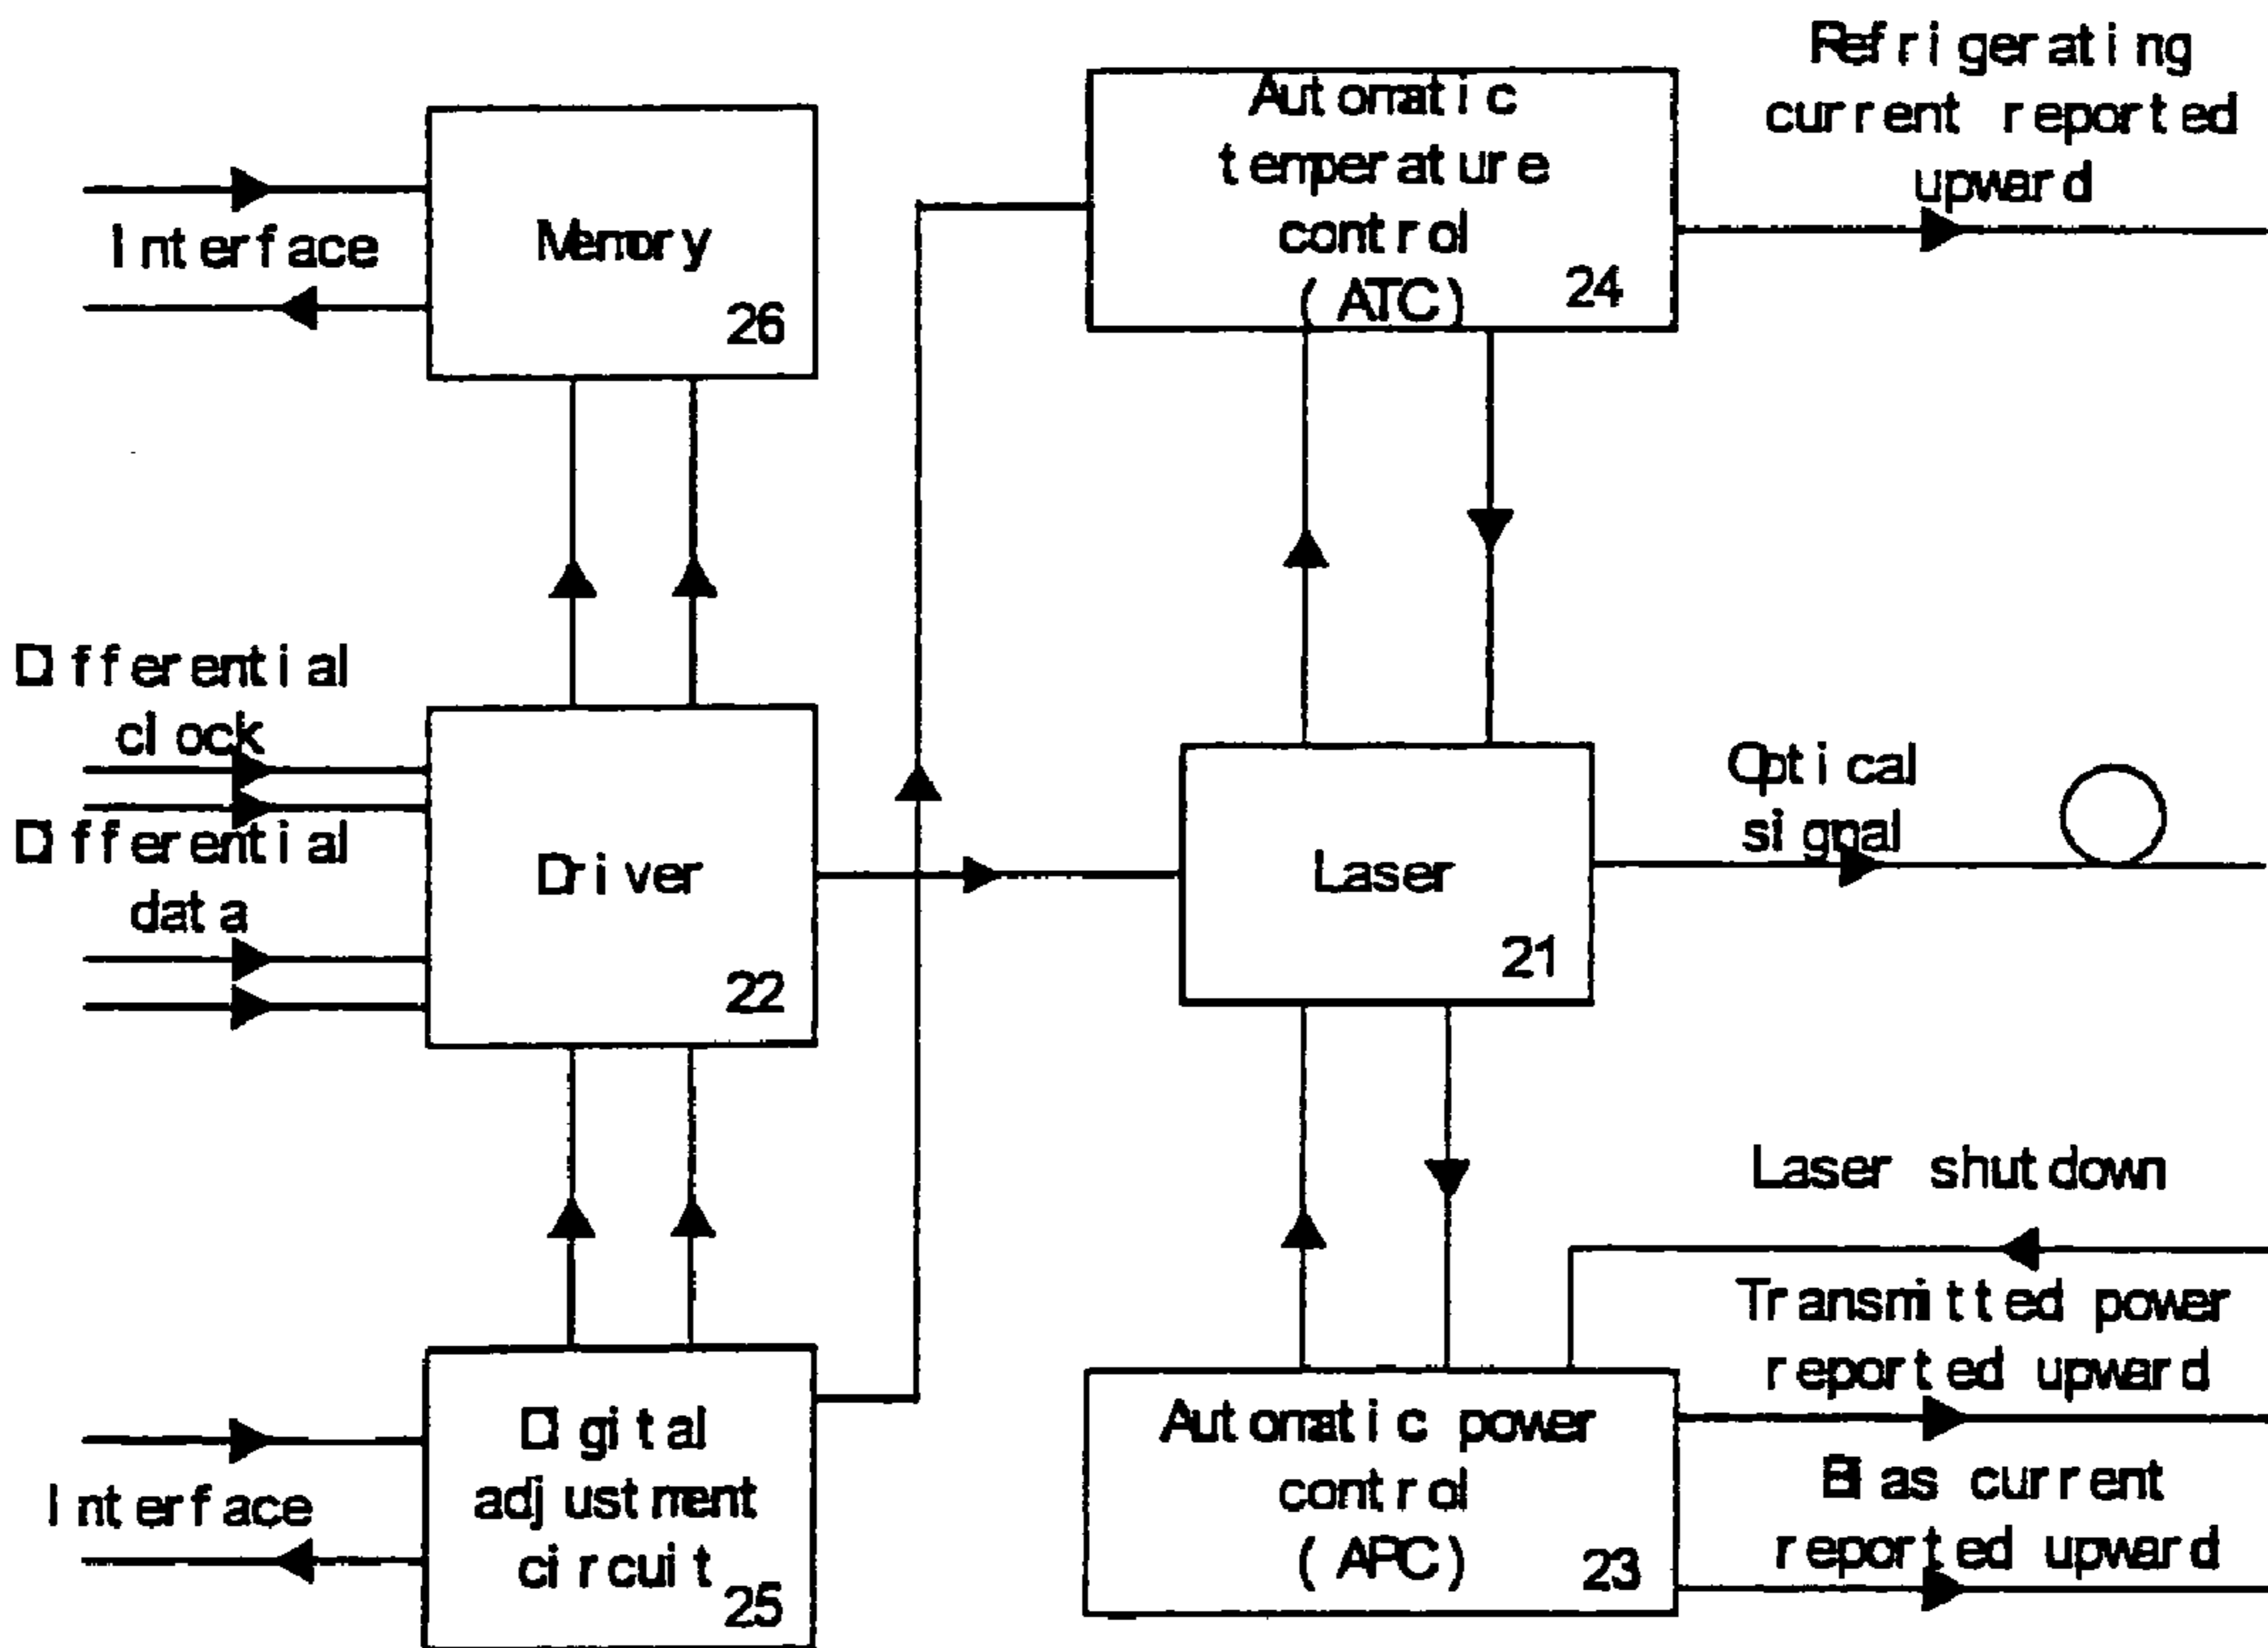 Refrigerating
current reported
upward
Automatic
temperature
control
(ATC)
24
Interface
Memory
26
Differential
clock
Differential
data
Driver
22
Laser
21
Optical
signal
Laser shutdown
Transmitted power
reported upward
Bias current
reported upward
Automatic power
control
(APC)
23
Interface
Digital
adjustment
circuit
25